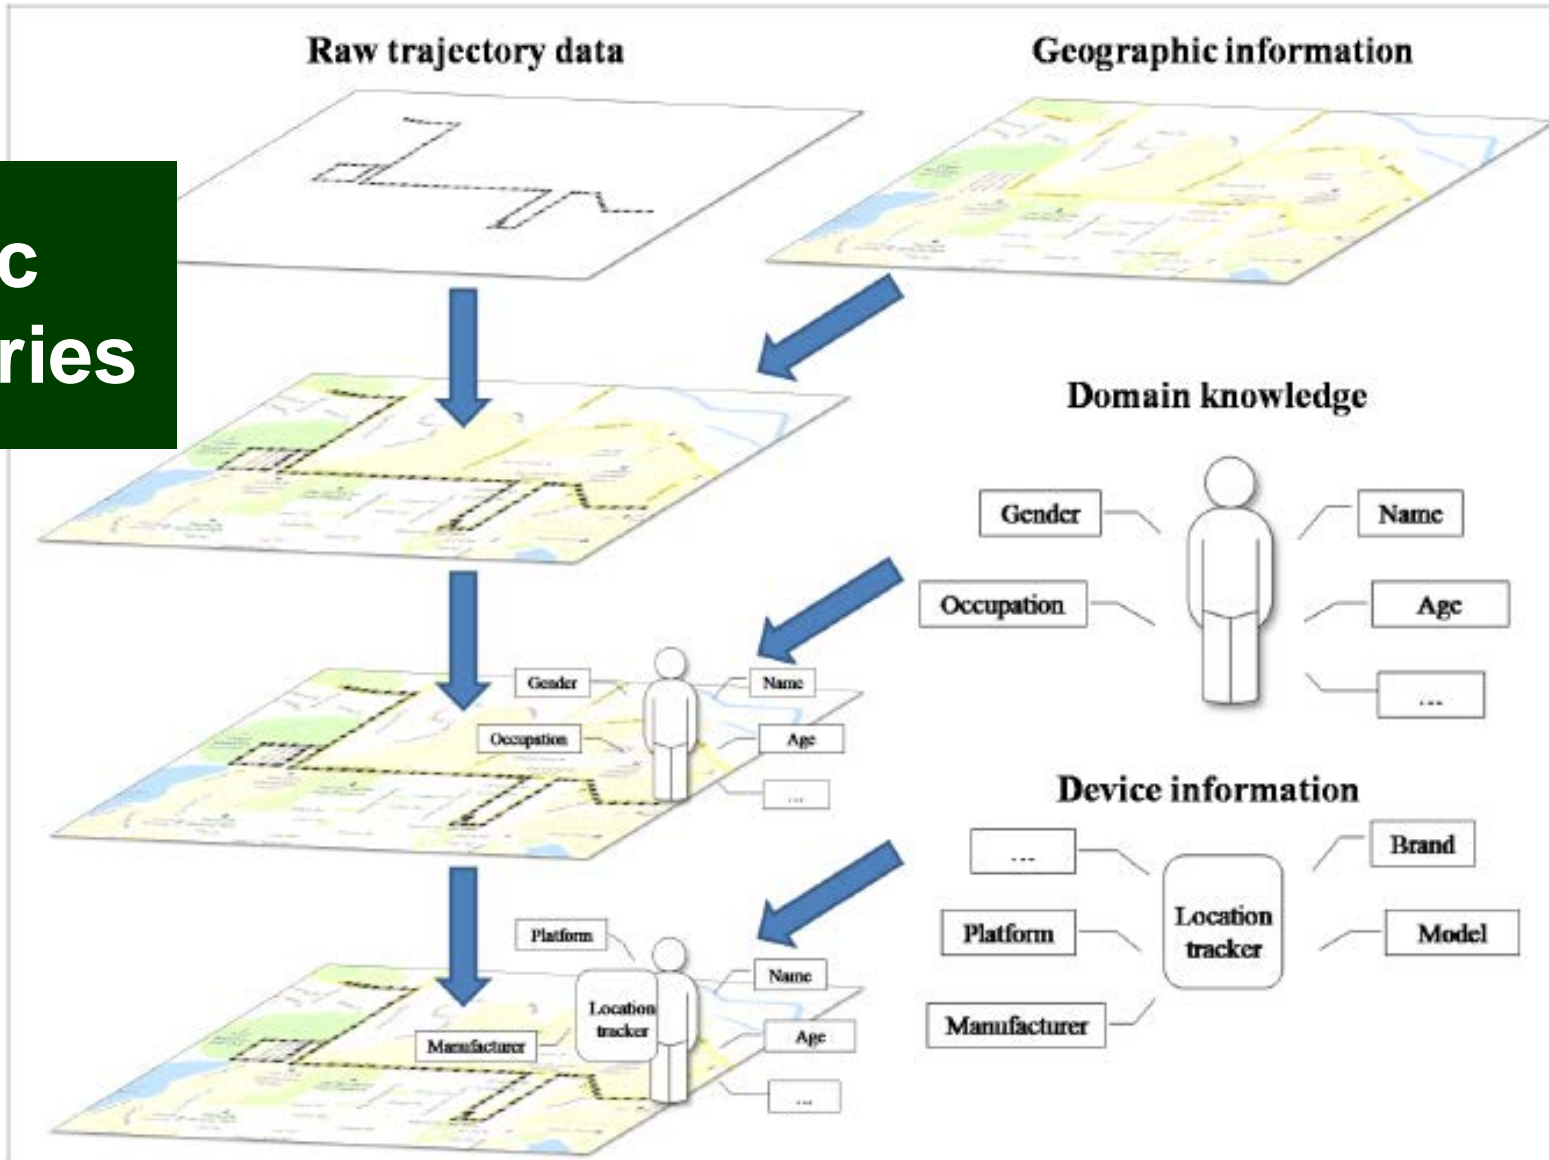 Raw trajectory data
Geographic information
c
ries
Domain knowledge
Gender
Name
Occupation
Age
...
Gender
Name
Occupation
Age
...
Device information
...
Brand
Platform
Location
tracker
Model
Manufacturer
Platform
Name
Location
tracker
Manufacturer
Age
...